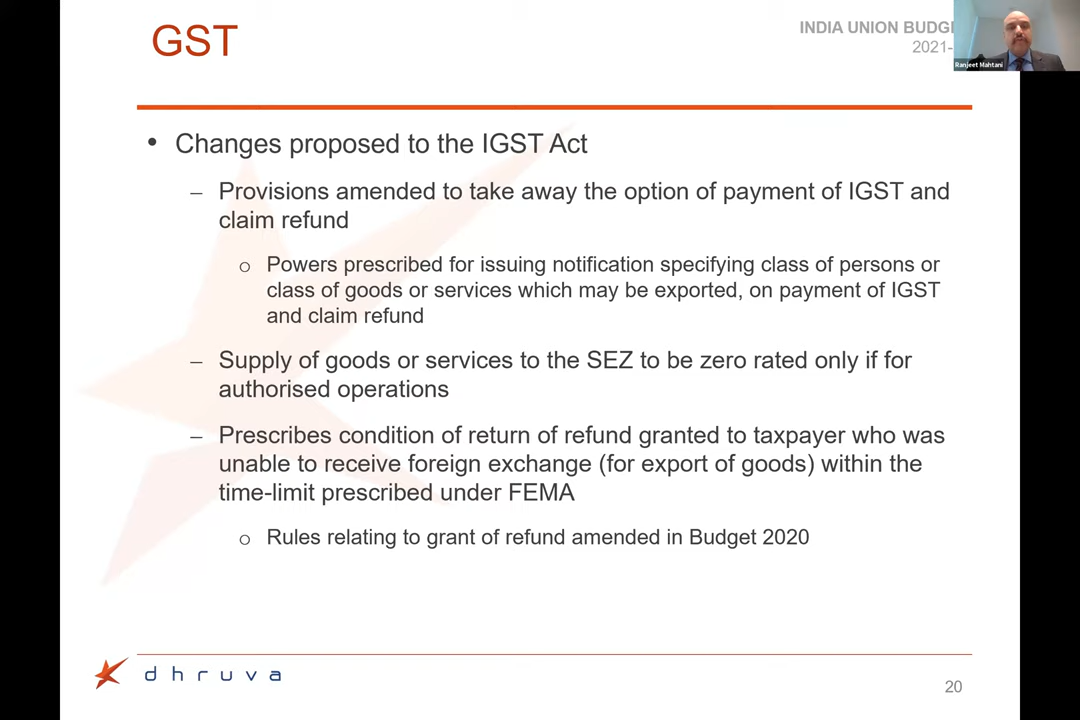 GST
INDIA UNION BUDG
2021-
Ranjeet Mahtani
• Changes proposed to the IGST Act
– Provisions amended to take away the option of payment of IGST and
claim refund
o Powers prescribed for issuing notification specifying class of persons or
class of goods or services which may be exported, on payment of IGST
and claim refund
– Supply of goods or services to the SEZ to be zero rated only if for
authorised operations
– Prescribes condition of return of refund granted to taxpayer who was
unable to receive foreign exchange (for export of goods) within the
time-limit prescribed under FEMA
o Rules relating to grant of refund amended in Budget 2020
dhruva
20